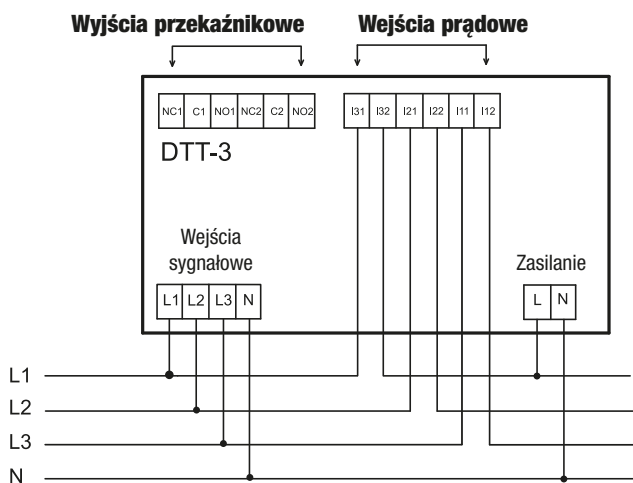 Wyjścia przekaźnikowe Wejścia prądowe
NC1 C1 NO1 NC2 C2 NO2 I31 I32 I21 I22 I11 I12
DTT-3
Wejścia
sygnałowe
Zasilanie
L1 L2 L3 N L N
L1
L2
L3
N